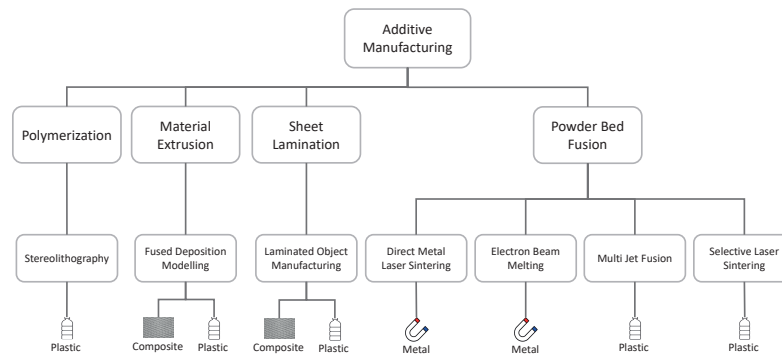 Additive
Manufacturing
Polymerization
Material
Extrusion
Sheet
Lamination
Powder Bed
Fusion
Stereolithography
Fused Deposition
Modelling
Laminated Object
Manufacturing
Direct Metal
Laser Sintering
Electron Beam
Melting
Multi Jet Fusion
Selective Laser
Sintering
Plastic
Composite
Plastic
Composite
Plastic
Metal
Metal
Plastic
Plastic